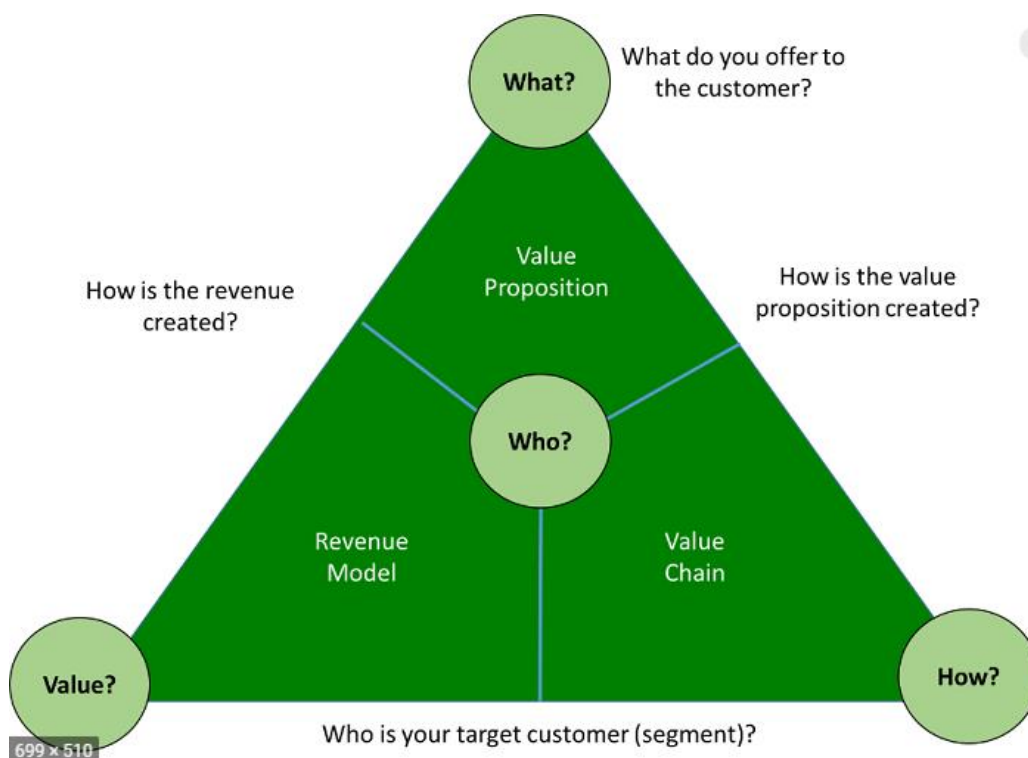 What?
What do you offer to
the customer?
Value
Proposition
How is the revenue
created?
How is the value
proposition created?
Who?
Revenue
Model
Value
Chain
Value?
How?
Who is your target customer (segment)?
699 × 510